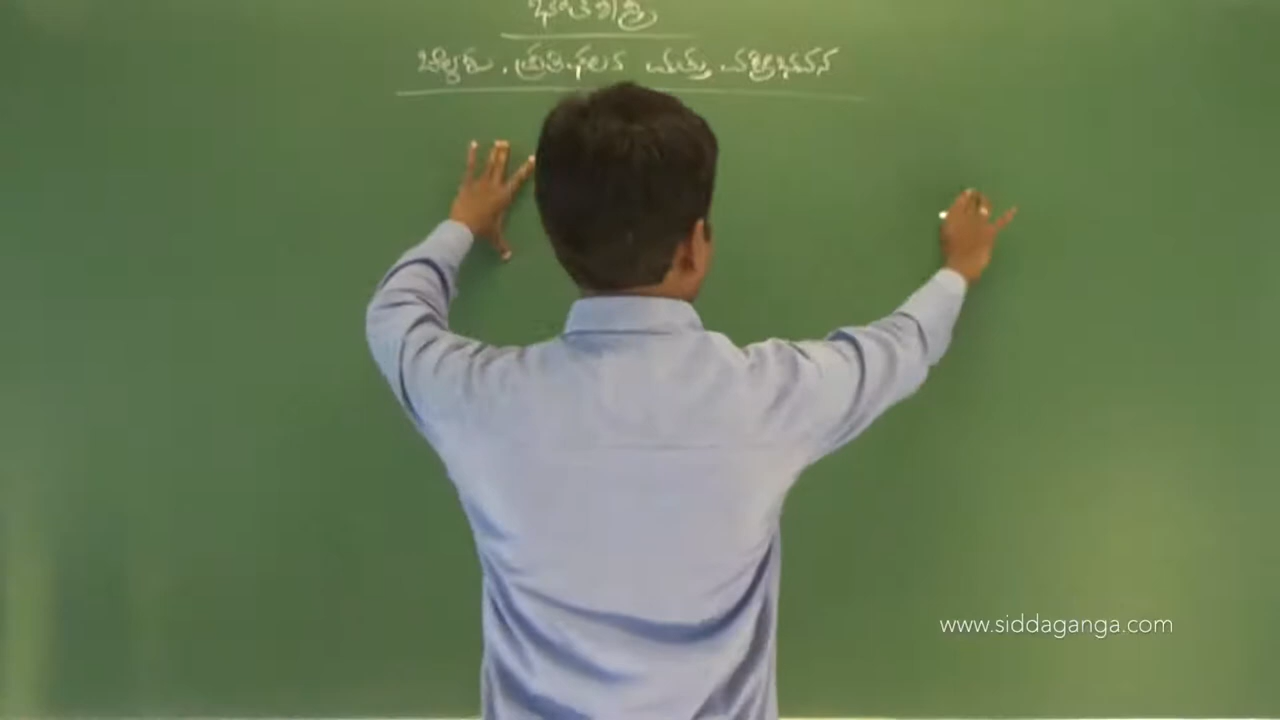 ಭೌತಶಾಸ್ತ್ರ
ಬೆಳಕು, ಪ್ರತಿಫಲನ ಮತ್ತು ವಕ್ರೀಭವನ
www.siddaganga.com